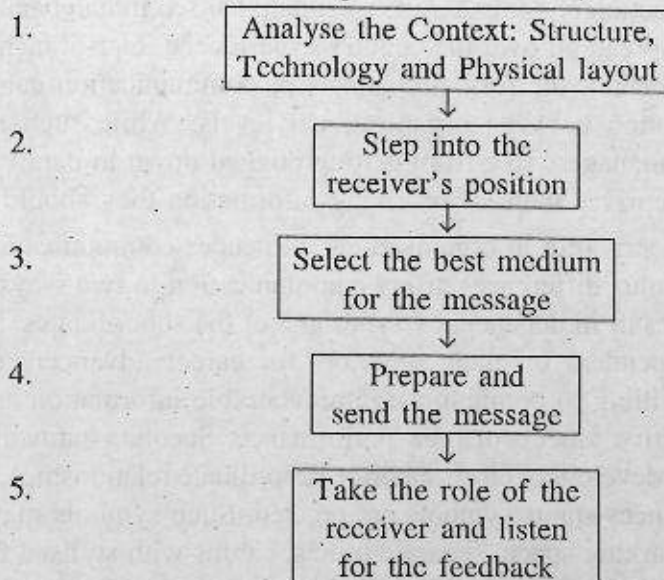 1. Analyse the Context: Structure,
Technology and Physical layout
2. Step into the
receiver's position
3. Select the best medium
for the message
4. Prepare and
send the message
5. Take the role of the
receiver and listen
for the feedback